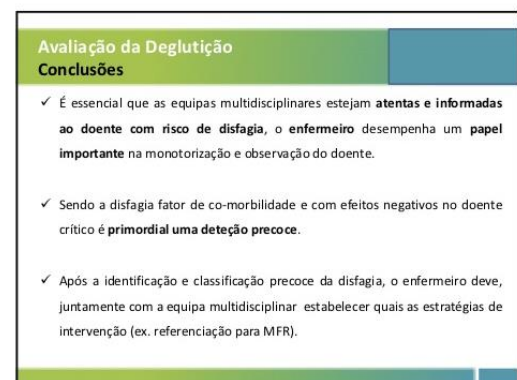 Avaliação da Deglutição
Conclusões
✓ É essencial que as equipas multidisciplinares estejam atentas e informadas
ao doente com risco de disfagia, o enfermeiro desempenha um papel
importante na monotorização e observação do doente.
✓ Sendo a disfagia fator de co-morbilidade e com efeitos negativos no doente
crítico é primordial uma deteção precoce.
✓ Após a identificação e classificação precoce da disfagia, o enfermeiro deve,
juntamente com a equipa multidisciplinar estabelecer quais as estratégias de
intervenção (ex. referenciação para MFR).